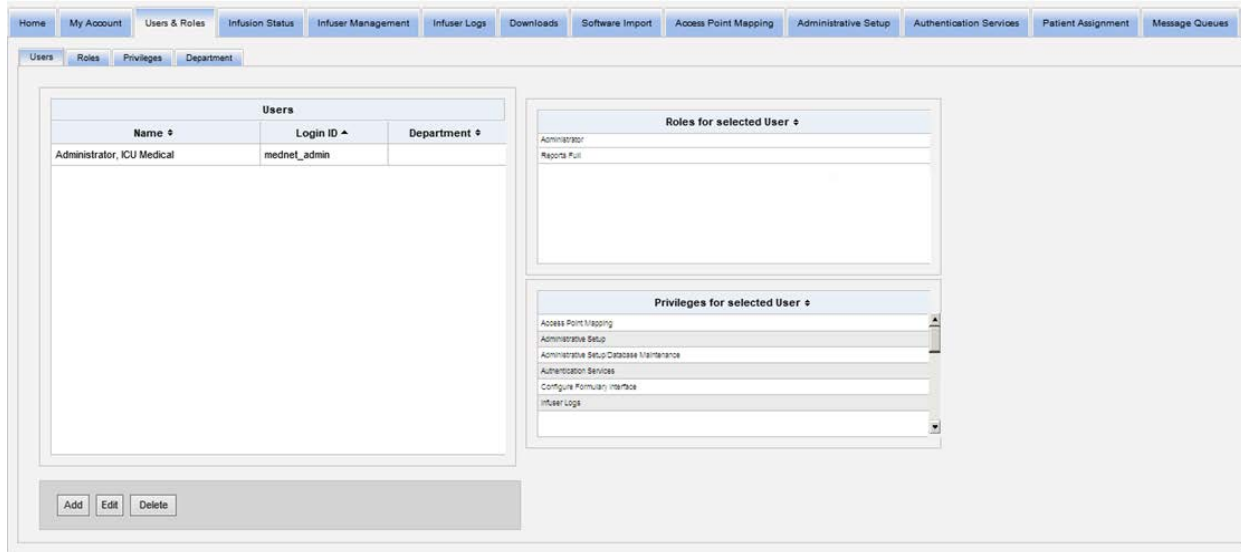 Home My Account Users & Roles Infusion Status Infuser Management Infuser Logs Downloads Software Import Access Point Mapping Administrative Setup Authentication Services Patient Assignment Message Queues
Users Roles Privileges Department
Users
Name Login ID Department
Administrator, ICU Medical mednet_admin
Roles for selected User
Administrator
Reports Full
Privileges for selected User
Access Point Mapping
Administrative Setup
Administrative Setup/Database Maintenance
Authentication Services
Configure Formulary Interface
Infuser Logs
Add Edit Delete